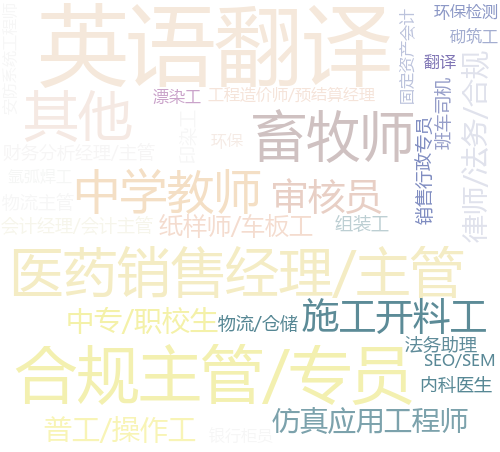 英语翻译
环保检测
砌筑工
固定资产会计
翻译
漂染工
工程造价师/预结算经理
其他
畜牧师
班车司机
律师/法务/合规
环保
销售行政专员
财务分析经理/主管
氩弧焊工
中学教师
审核员
物流主管
会计经理/会计主管
纸样师/车板工
组装工
医药销售经理/主管
中专/职校生
物流/仓储
施工开料工
法务助理
合规主管/专员
SEO/SEM
内科医生
普工/操作工
银行柜员
仿真应用工程师